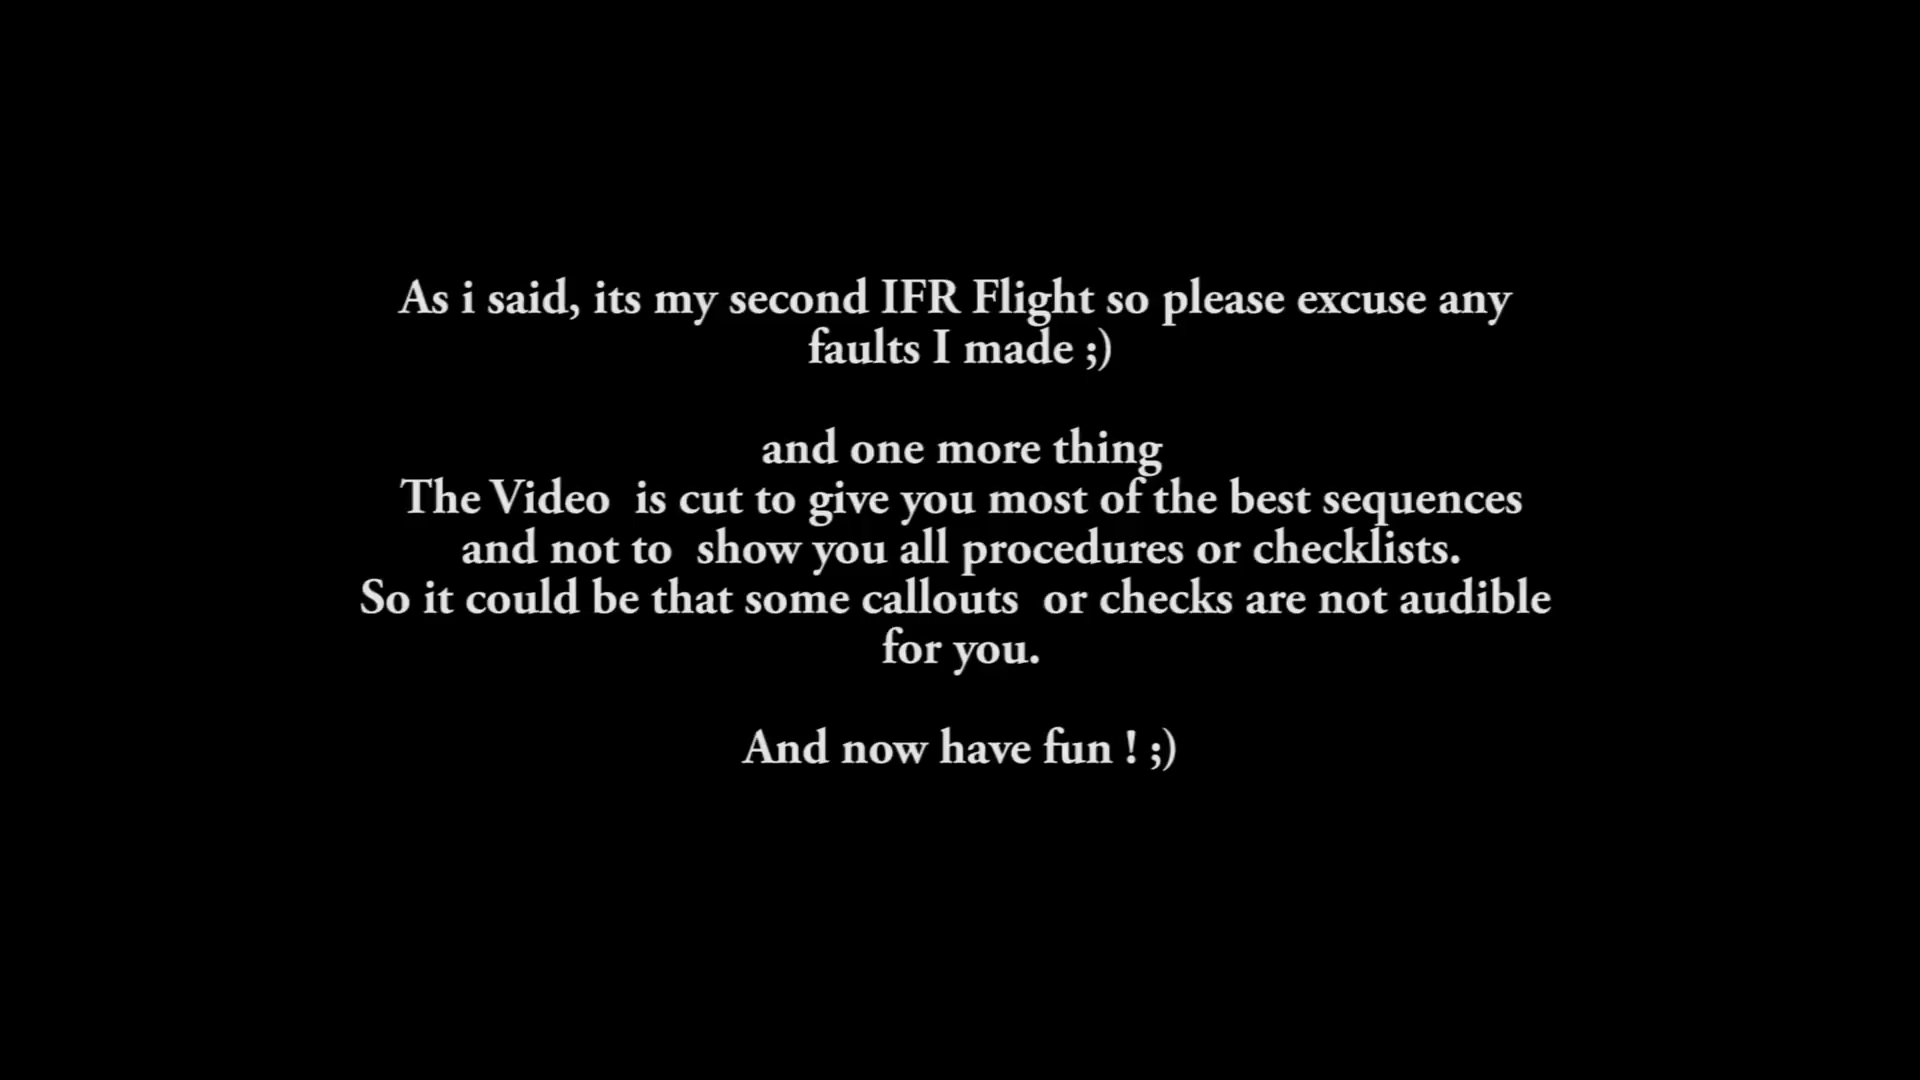 As i said, its my second IFR Flight so please excuse any
faults I made ;)
and one more thing
The Video  is cut to give you most of the best sequences
and not to  show you all procedures or checklists.
So it could be that some callouts  or checks are not audible
for you.
And now have fun ! ;)